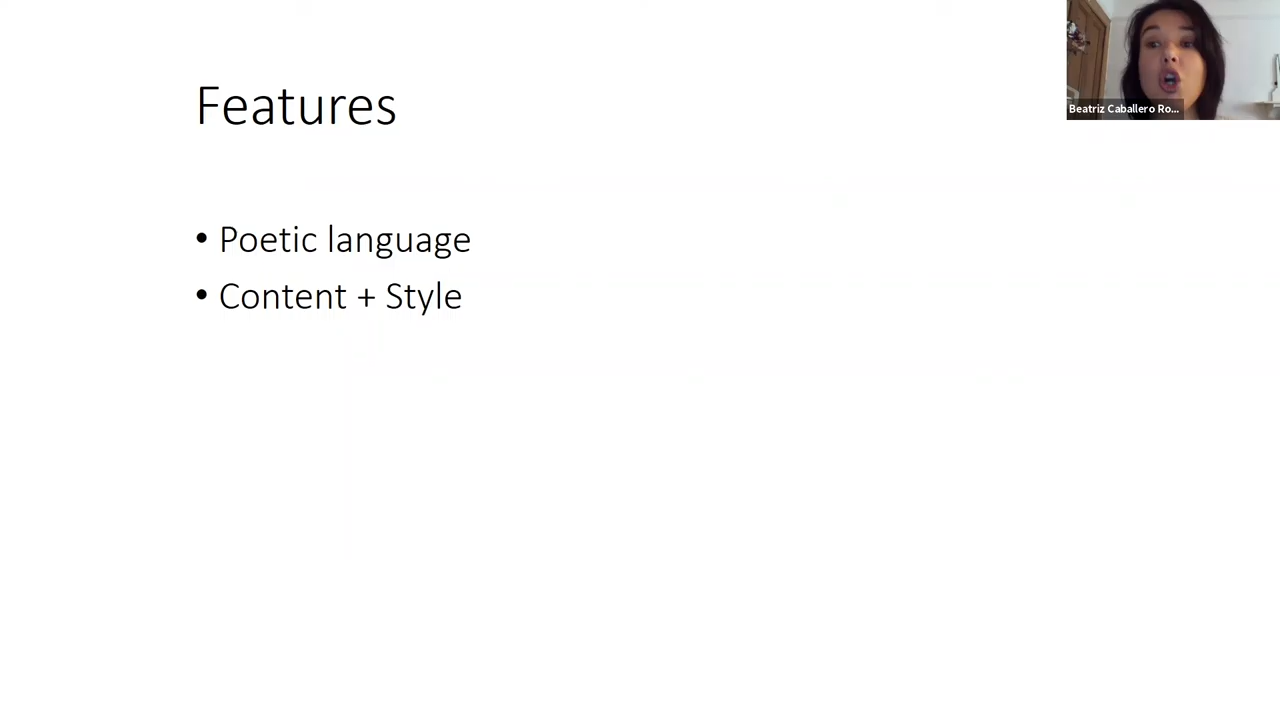 Features
Beatriz Caballero Ro...
• Poetic language
• Content + Style